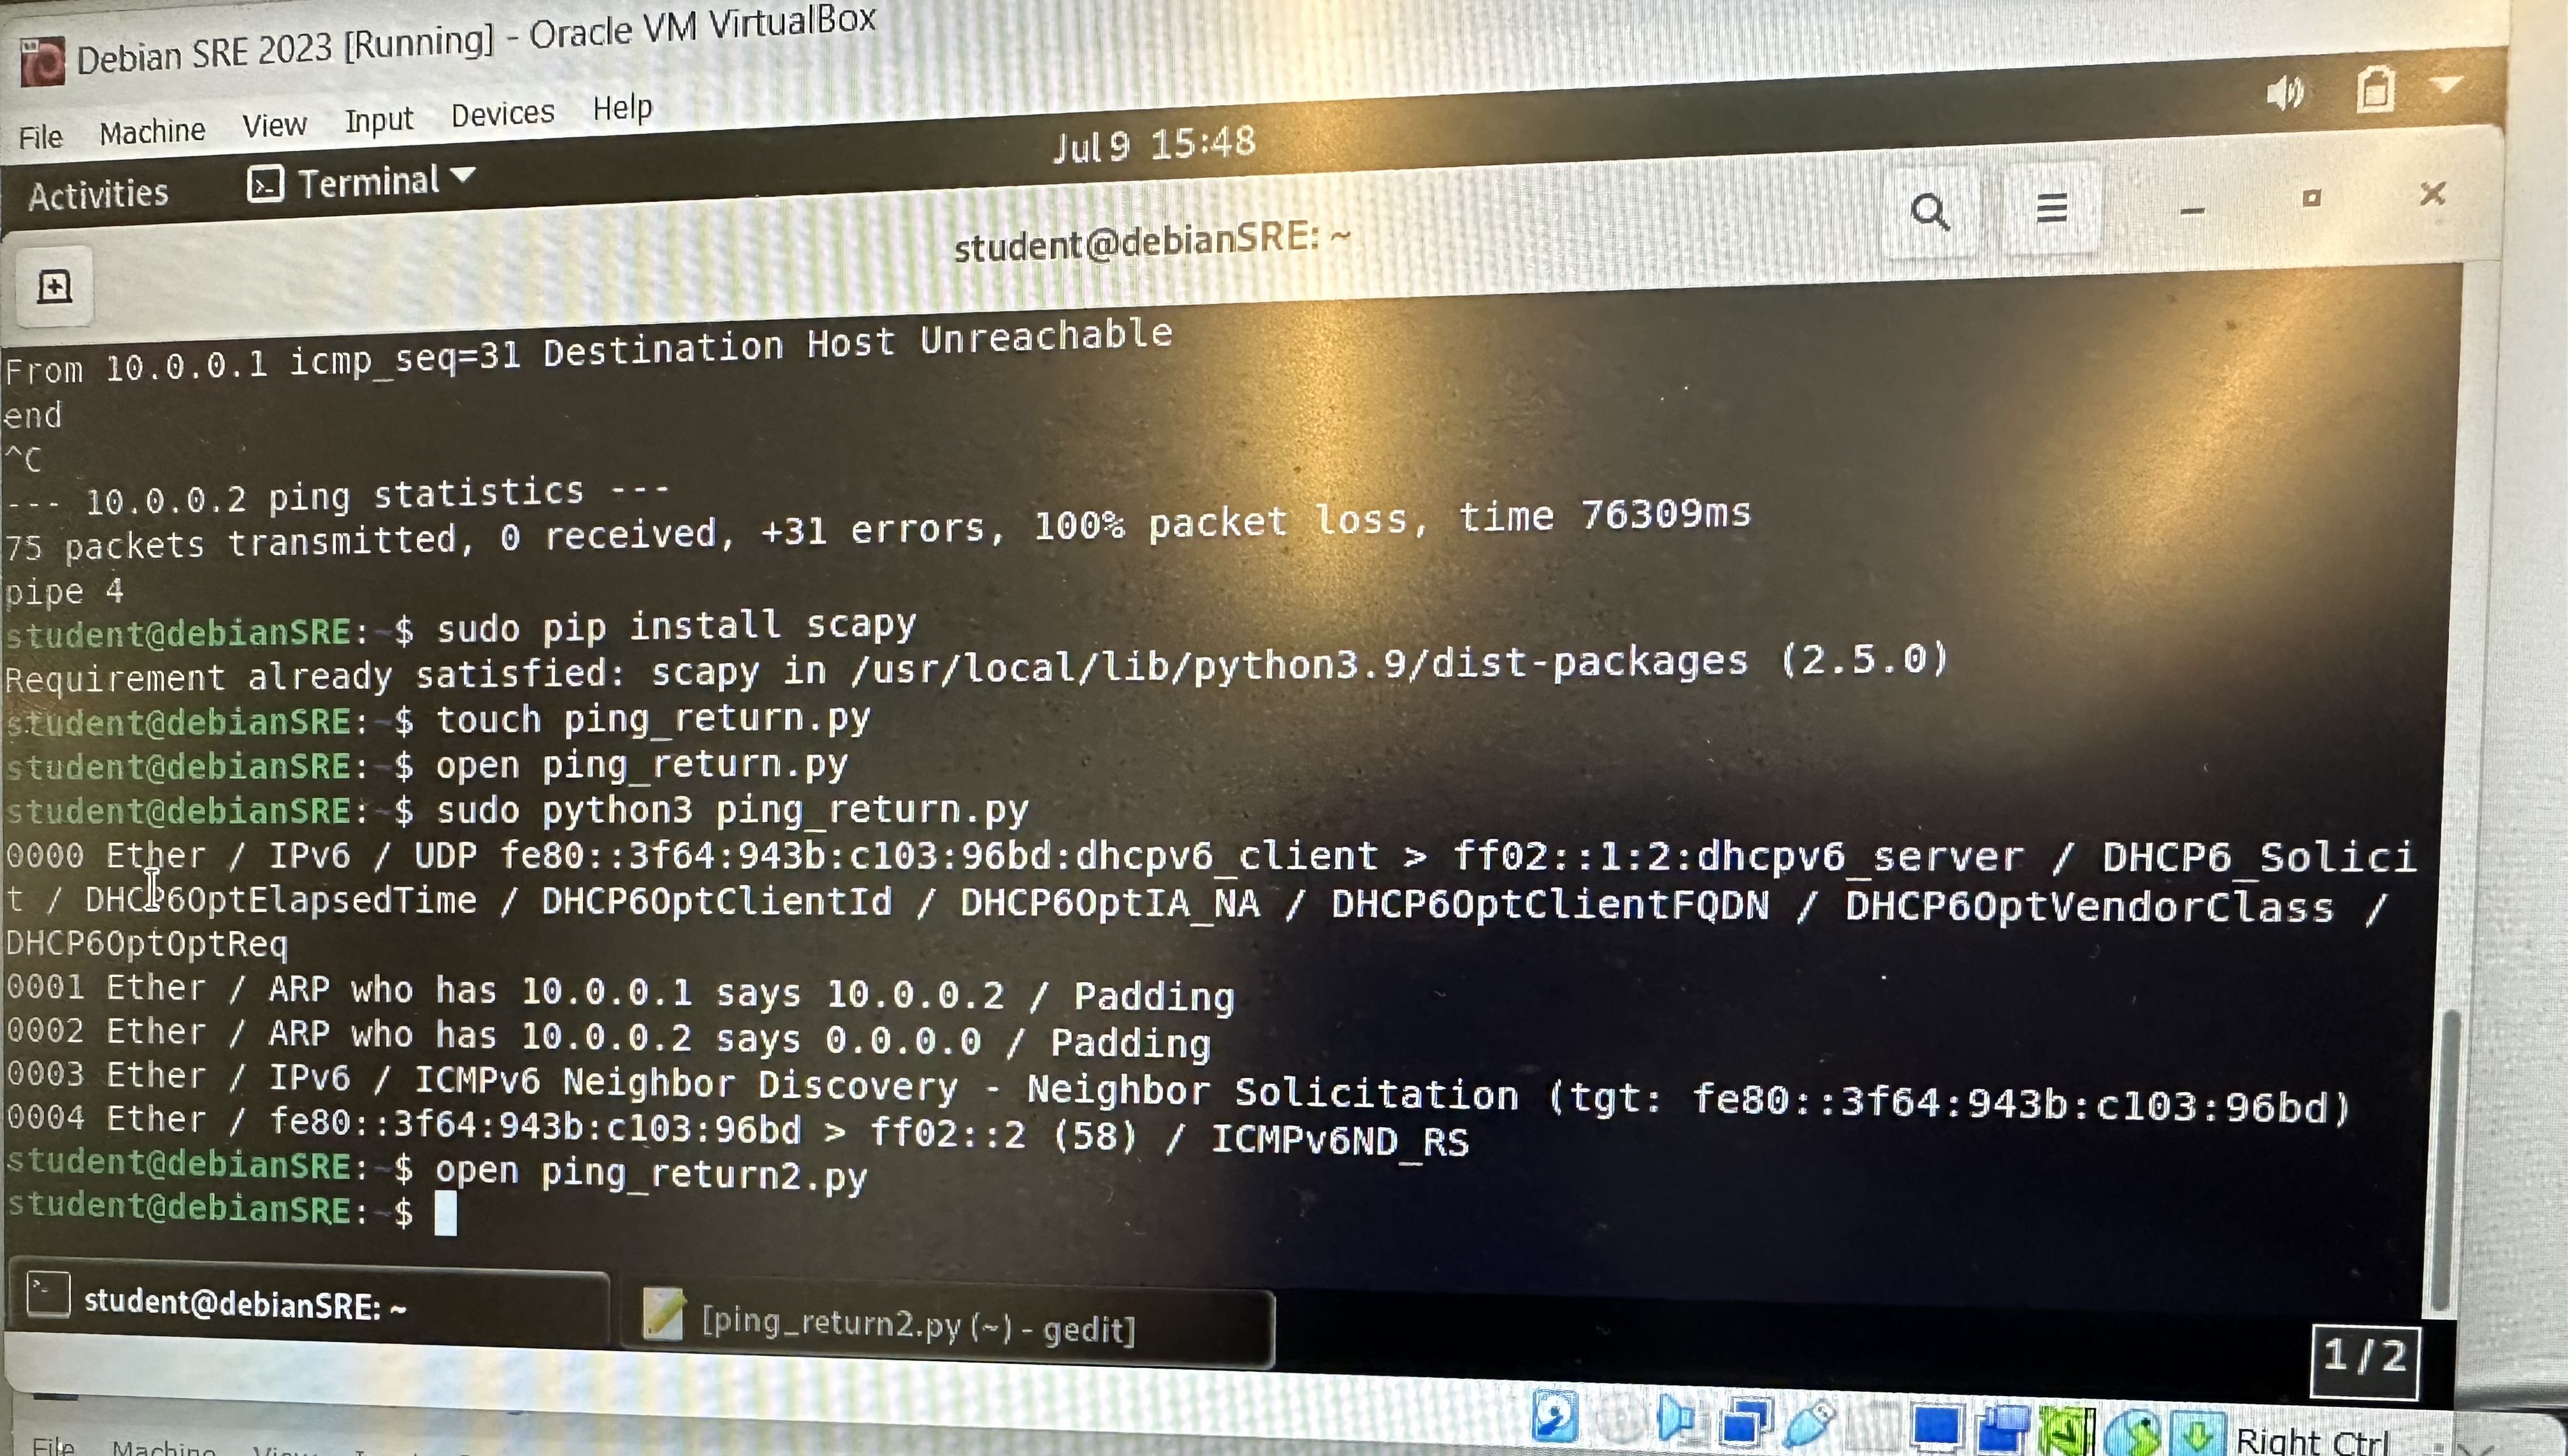 Debian SRE 2023 [Running] - Oracle VM VirtualBox
File Machine View Input Devices Help
Activities Terminal Jul 9 15:48
student@debianSRE: ~
From 10.0.0.1 icmp_seq=31 Destination Host Unreachable
end
^C
--- 10.0.0.2 ping statistics ---
75 packets transmitted, 0 received, +31 errors, 100% packet loss, time 76309ms
pipe 4
student@debianSRE:~$ sudo pip install scapy
Requirement already satisfied: scapy in /usr/local/lib/python3.9/dist-packages (2.5.0)
student@debianSRE:~$ touch ping_return.py
student@debianSRE:~$ open ping_return.py
student@debianSRE:~$ sudo python3 ping_return.py
0000 Ether / IPv6 / UDP fe80::3f64:943b:c103:96bd:dhcpv6_client > ff02::1:2:dhcpv6_server / DHCP6_Solici
t / DHCP6OptElapsedTime / DHCP6OptClientId / DHCP6OptIA_NA / DHCP6OptClientFQDN / DHCP6OptVendorClass /
DHCP6OptOptReq
0001 Ether / ARP who has 10.0.0.1 says 10.0.0.2 / Padding
0002 Ether / ARP who has 10.0.0.2 says 0.0.0.0 / Padding
0003 Ether / IPv6 / ICMPv6 Neighbor Discovery - Neighbor Solicitation (tgt: fe80::3f64:943b:c103:96bd)
0004 Ether / fe80::3f64:943b:c103:96bd > ff02::2 (58) / ICMPv6ND_RS
student@debianSRE:~$ open ping_return2.py
student@debianSRE:~$
student@debianSRE: ~ [ping_return2.py (~) - gedit]
1/2
Right Ctrl
File Machine